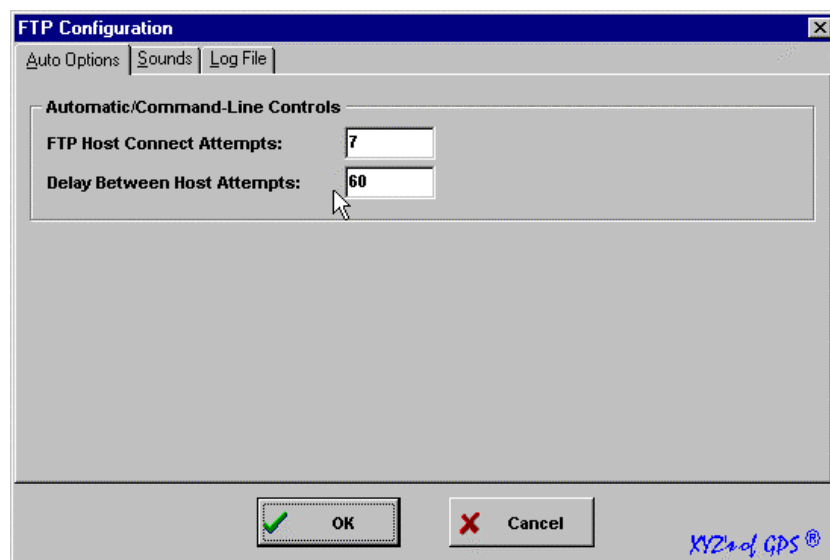 FTP Configuration
Auto Options Sounds Log File
Automatic/Command-Line Controls
FTP Host Connect Attempts: 7
Delay Between Host Attempts: 60
OK Cancel
XYZ's of GPS ®